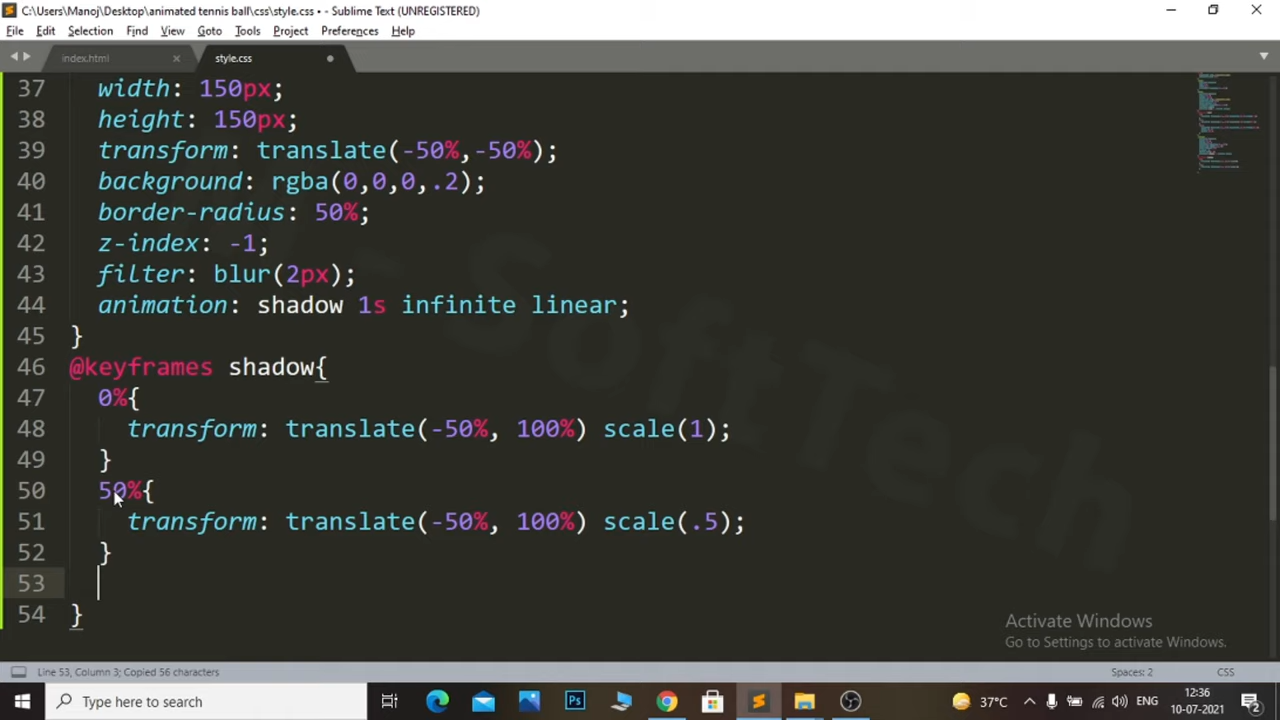 C:\Users\Manoj\Desktop\animated tennis ball\css\style.css • - Sublime Text (UNREGISTERED)
File Edit Selection Find View Goto Tools Project Preferences Help
index.html style.css
37 width: 150px;
38 height: 150px;
39 transform: translate(-50%,-50%);
40 background: rgba(0,0,0,.2);
41 border-radius: 50%;
42 z-index: -1;
43 filter: blur(2px);
44 animation: shadow 1s infinite linear;
45 }
46 @keyframes shadow{
47 0%{
48 transform: translate(-50%, 100%) scale(1);
49 }
50 50%{
51 transform: translate(-50%, 100%) scale(.5);
52 }
53
54 }
Activate Windows
Go to Settings to activate Windows.
Line 53, Column 3; Copied 56 characters Spaces: 2 CSS
Type here to search 37°C ENG 12:36
10-07-2021 2